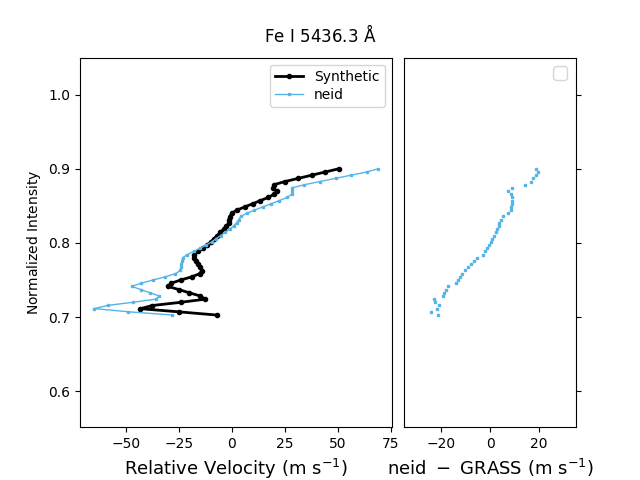 Fe I 5436.3 Å
Synthetic
neid
Normalized Intensity
1.0
0.9
0.8
0.7
0.6
−50
−25
0
25
50
75
−20
0
20
Relative Velocity (m s⁻¹)
neid − GRASS (m s⁻¹)